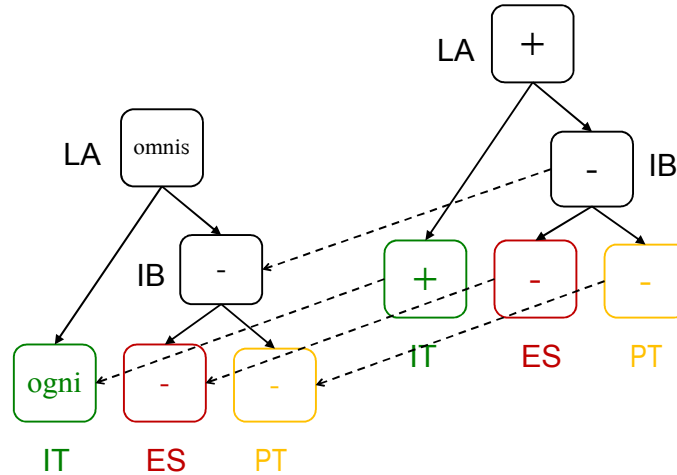 LA
+
LA
omnis
-
IB
IB
-
+
-
-
ogni
-
-
IT
ES
PT
IT
ES
PT